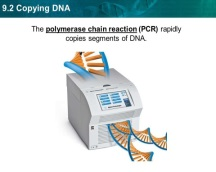 9.2 Copying DNA
The polymerase chain reaction (PCR) rapidly
copies segments of DNA.